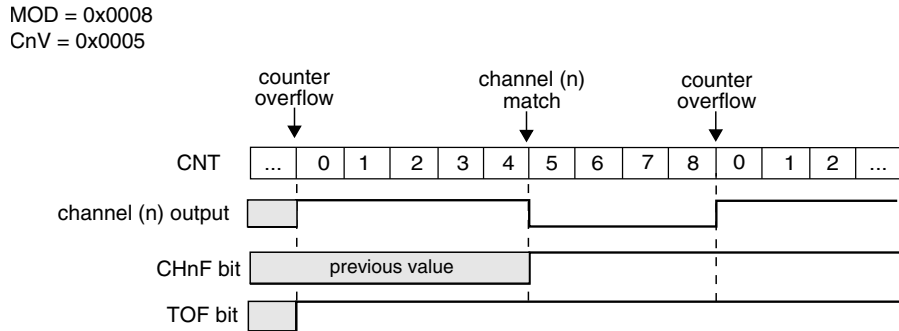 MOD = 0x0008
CnV = 0x0005
counter overflow
channel (n) match
counter overflow
CNT ... 0 1 2 3 4 5 6 7 8 0 1 2 ...
channel (n) output
CHnF bit previous value
TOF bit